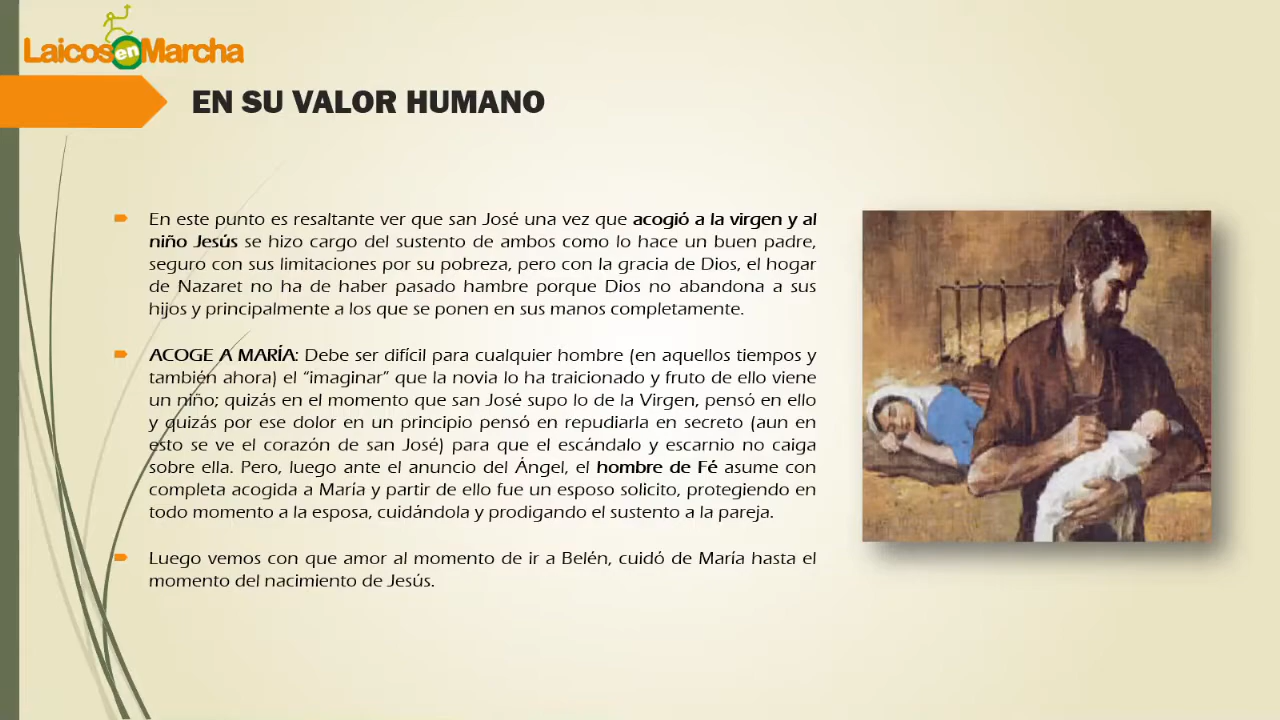 Laicos en Marcha
EN SU VALOR HUMANO
En este punto es resaltante ver que san José una vez que acogió a la virgen y al
niño Jesús se hizo cargo del sustento de ambos como lo hace un buen padre,
seguro con sus limitaciones por su pobreza, pero con la gracia de Dios, el hogar
de Nazaret no ha de haber pasado hambre porque Dios no abandona a sus
hijos y principalmente a los que se ponen en sus manos completamente.
ACOGE A MARÍA: Debe ser difícil para cualquier hombre (en aquellos tiempos y
también ahora) el “imaginar” que la novia lo ha traicionado y fruto de ello viene
un niño; quizás en el momento que san José supo lo de la Virgen, pensó en ello
y quizás por ese dolor en un principio pensó en repudiarla en secreto (aun en
esto se ve el corazón de san José) para que el escándalo y escarnio no caiga
sobre ella. Pero, luego ante el anuncio del Ángel, el hombre de Fé asume con
completa acogida a María y partir de ello fue un esposo solicito, protegiendo en
todo momento a la esposa, cuidándola y prodigando el sustento a la pareja.
Luego vemos con que amor al momento de ir a Belén, cuidó de María hasta el
momento del nacimiento de Jesús.